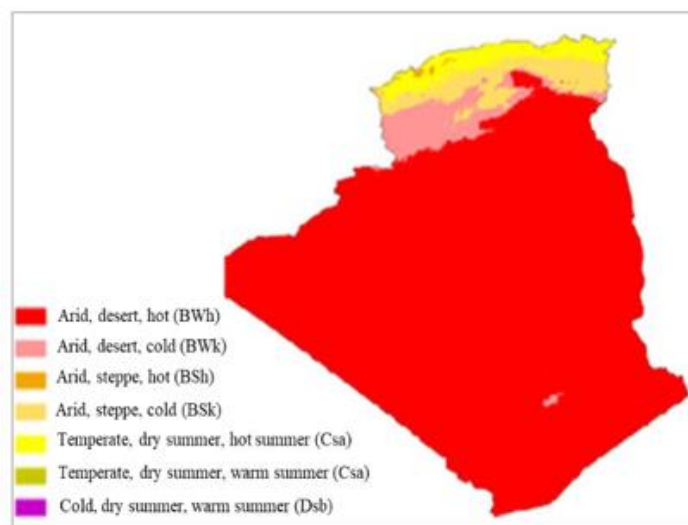 Arid, desert, hot (BWh)
Arid, desert, cold (BWk)
Arid, steppe, hot (BSh)
Arid, steppe, cold (BSk)
Temperate, dry summer, hot summer (Csa)
Temperate, dry summer, warm summer (Csa)
Cold, dry summer, warm summer (Dsb)